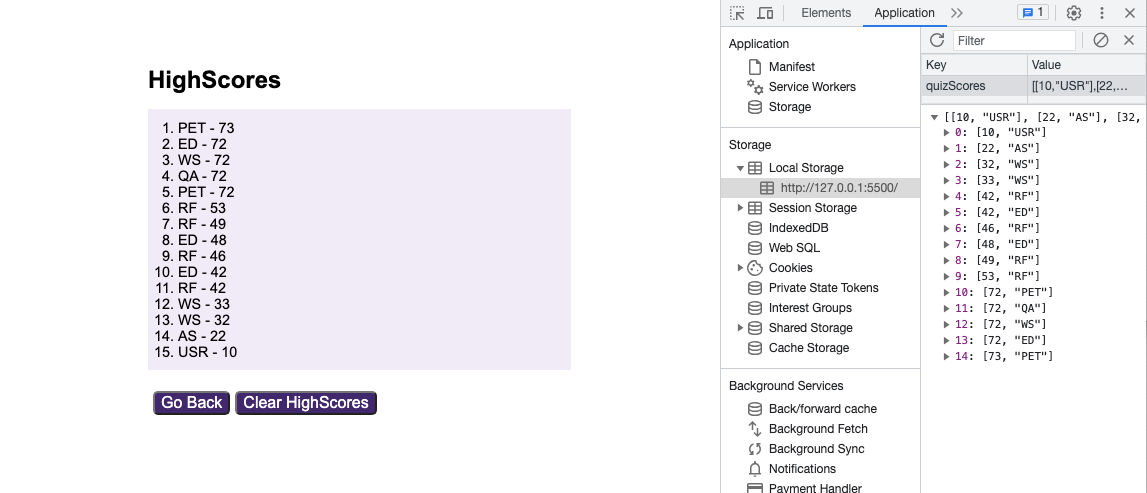 HighScores
1. PET - 73
2. ED - 72
3. WS - 72
4. QA - 72
5. PET - 72
6. RF - 53
7. RF - 49
8. ED - 48
9. RF - 46
10. ED - 42
11. RF - 42
12. WS - 33
13. WS - 32
14. AS - 22
15. USR - 10
Go Back Clear HighScores
Elements Application 1
Application
Manifest
Service Workers
Storage
Storage
Local Storage
http://127.0.0.1:5500/
Session Storage
IndexedDB
Web SQL
Cookies
Private State Tokens
Interest Groups
Shared Storage
Cache Storage
Background Services
Back/forward cache
Background Fetch
Background Sync
Notifications
Payment Handler
Filter
Key Value
quizScores [[10,"USR"],[22,…
[[10, "USR"], [22, "AS"], [32,
0: [10, "USR"]
1: [22, "AS"]
2: [32, "WS"]
3: [33, "WS"]
4: [42, "RF"]
5: [42, "ED"]
6: [46, "RF"]
7: [48, "ED"]
8: [49, "RF"]
9: [53, "RF"]
10: [72, "PET"]
11: [72, "QA"]
12: [72, "WS"]
13: [72, "ED"]
14: [73, "PET"]